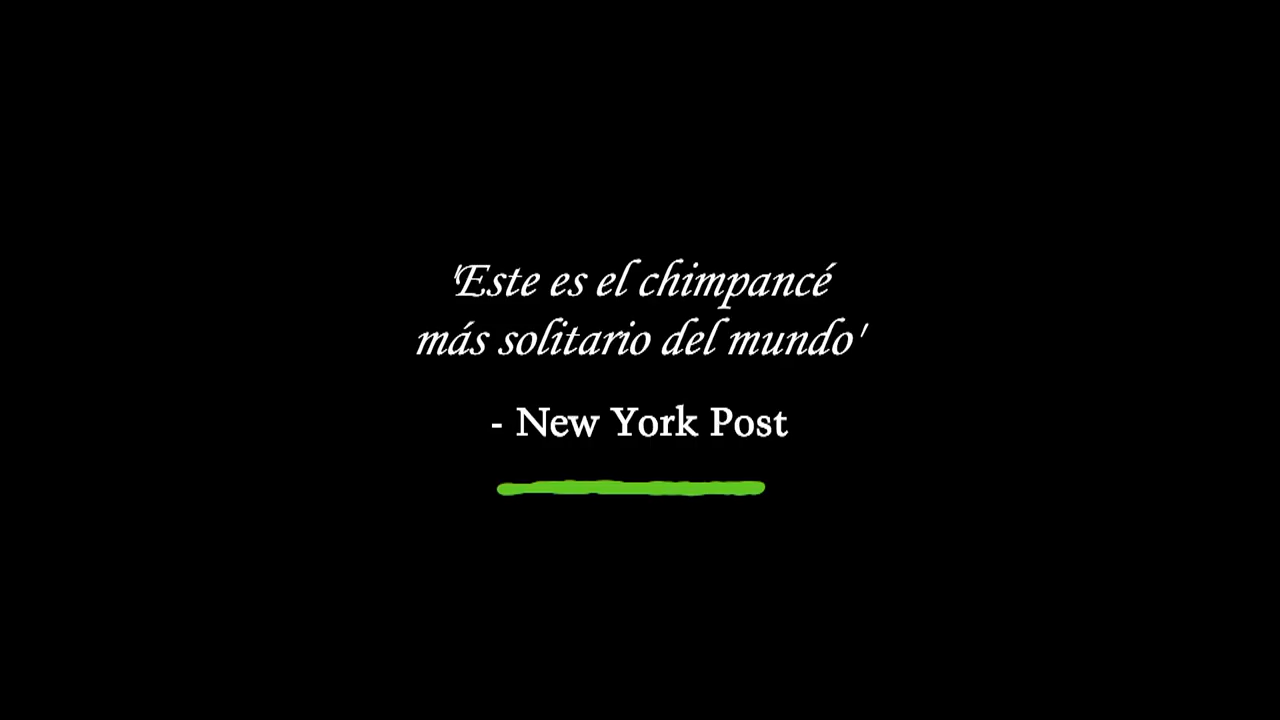 'Este es el chimpancé
más solitario del mundo'
- New York Post